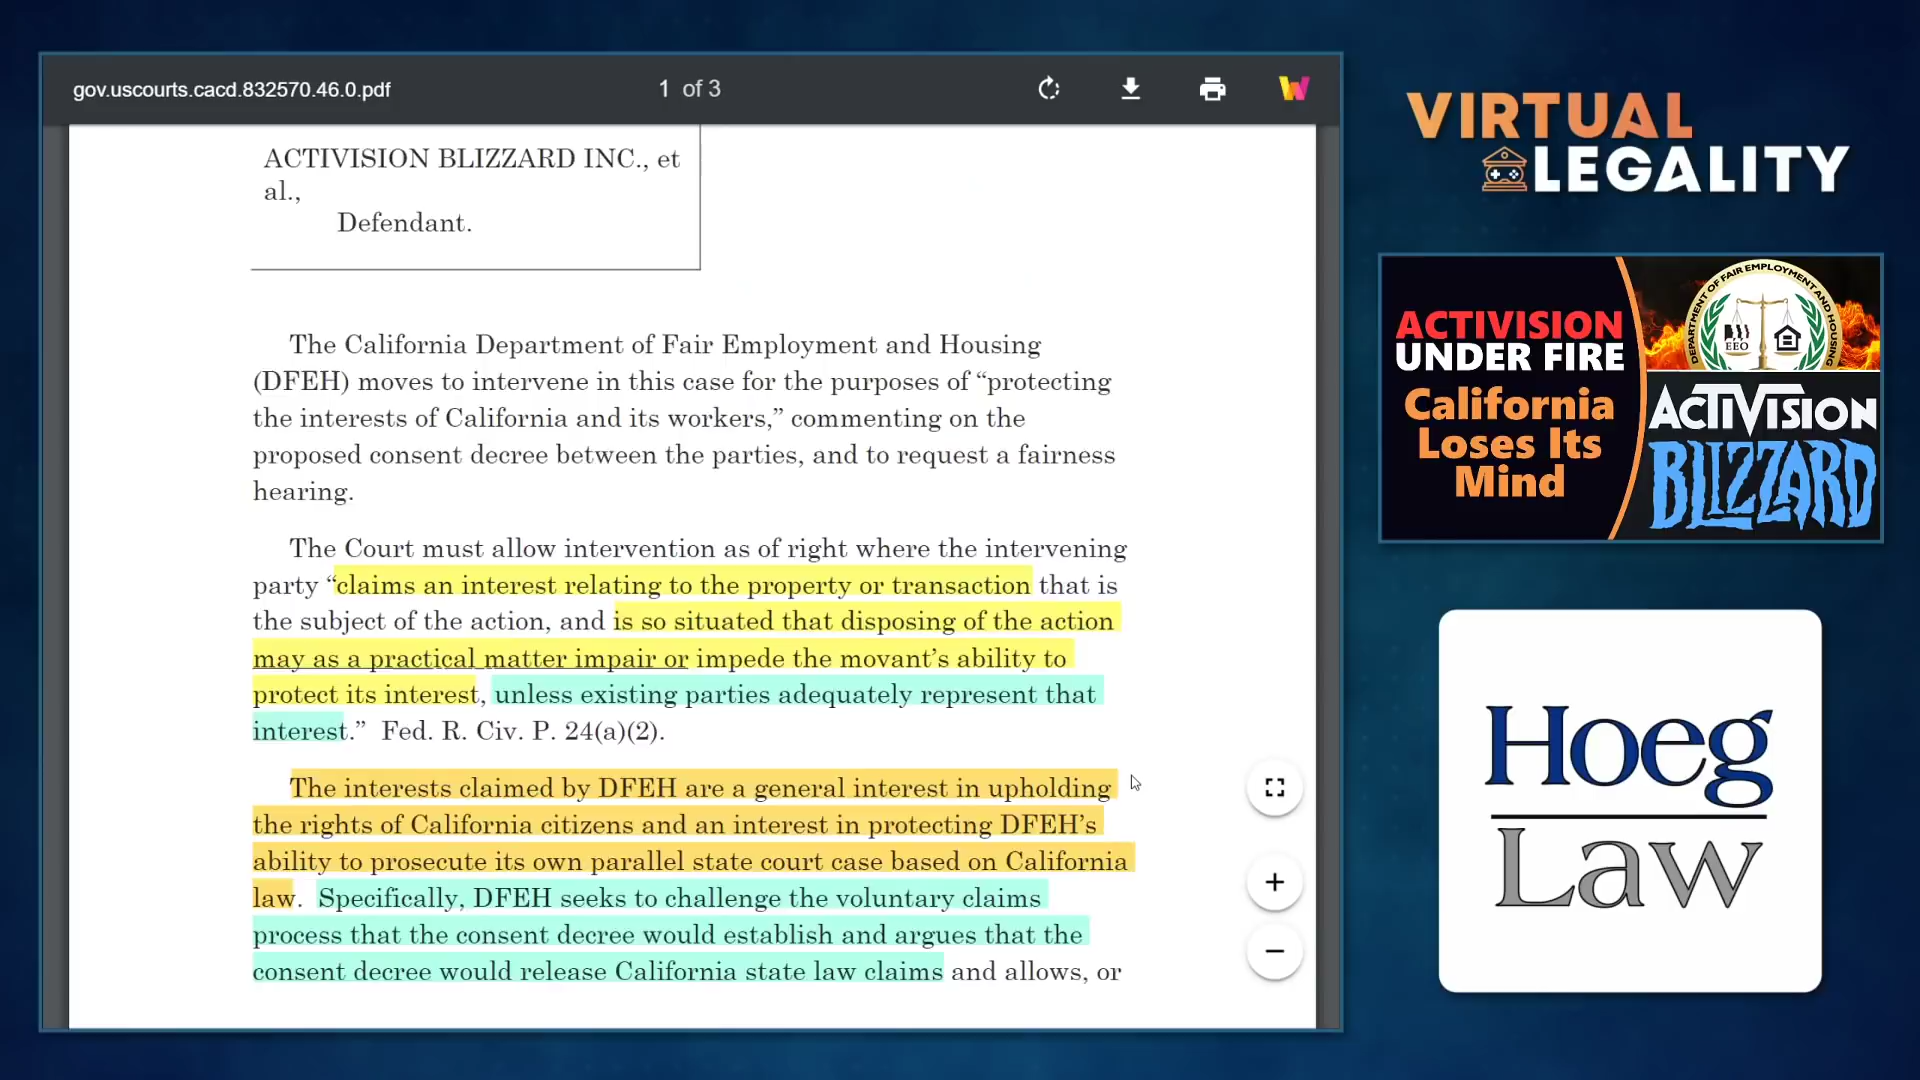 gov.uscourts.cacd.832570.46.0.pdf
1 of 3
ACTIVISION BLIZZARD INC., et
al.,
Defendant.
The California Department of Fair Employment and Housing
(DFEH) moves to intervene in this case for the purposes of “protecting
the interests of California and its workers,” commenting on the
proposed consent decree between the parties, and to request a fairness
hearing.
The Court must allow intervention as of right where the intervening
party “claims an interest relating to the property or transaction that is
the subject of the action, and is so situated that disposing of the action
may as a practical matter impair or impede the movant’s ability to
protect its interest, unless existing parties adequately represent that
interest.”  Fed. R. Civ. P. 24(a)(2).
The interests claimed by DFEH are a general interest in upholding
the rights of California citizens and an interest in protecting DFEH’s
ability to prosecute its own parallel state court case based on California
law.  Specifically, DFEH seeks to challenge the voluntary claims
process that the consent decree would establish and argues that the
consent decree would release California state law claims and allows, or
VIRTUAL
LEGALITY
ACTIVISION
UNDER FIRE
California
Loses Its
Mind
DEPARTMENT OF FAIR EMPLOYMENT AND HOUSING
EEO
ACTIVISION
BLIZZARD
Hoeg
Law